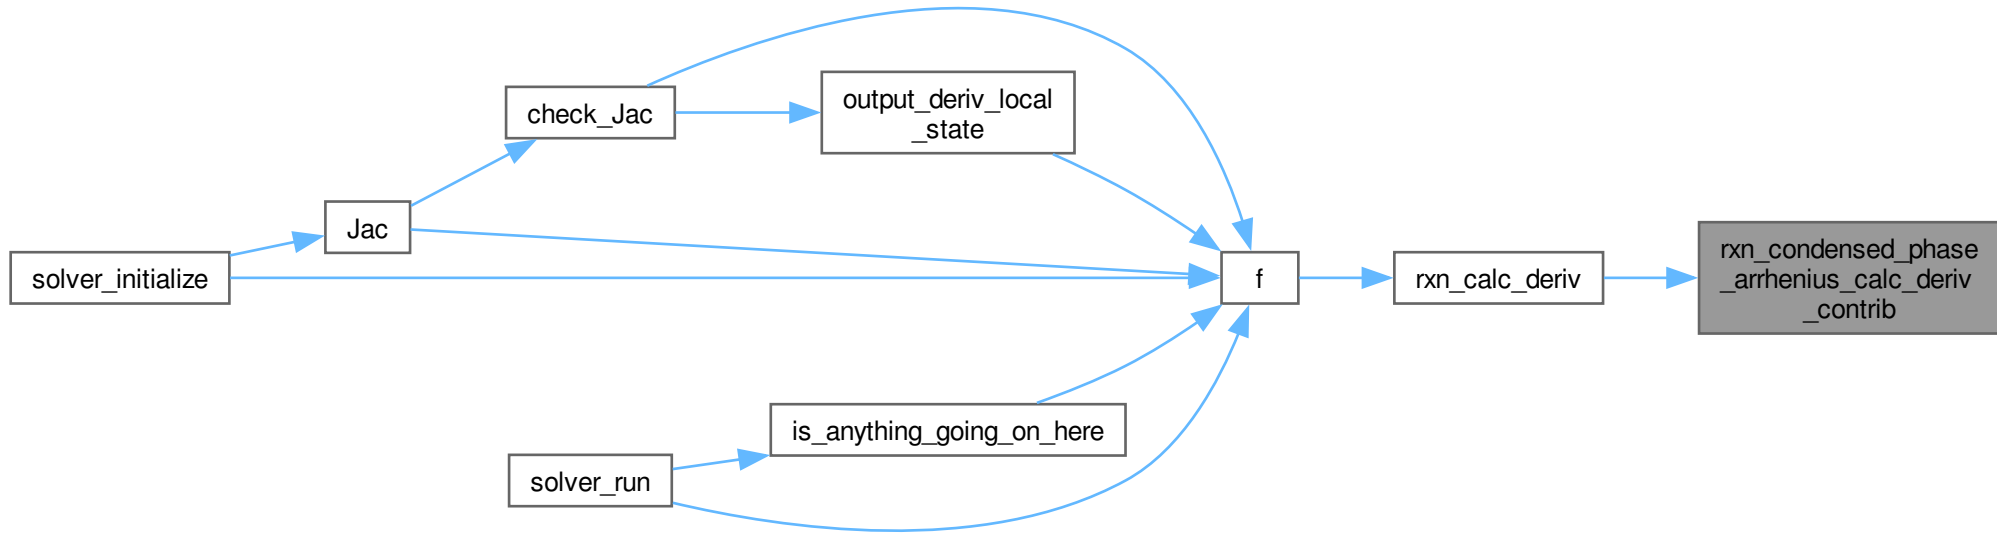 check_Jac
output_deriv_local
_state
Jac
solver_initialize
f
rxn_calc_deriv
rxn_condensed_phase
_arrhenius_calc_deriv
_contrib
is_anything_going_on_here
solver_run